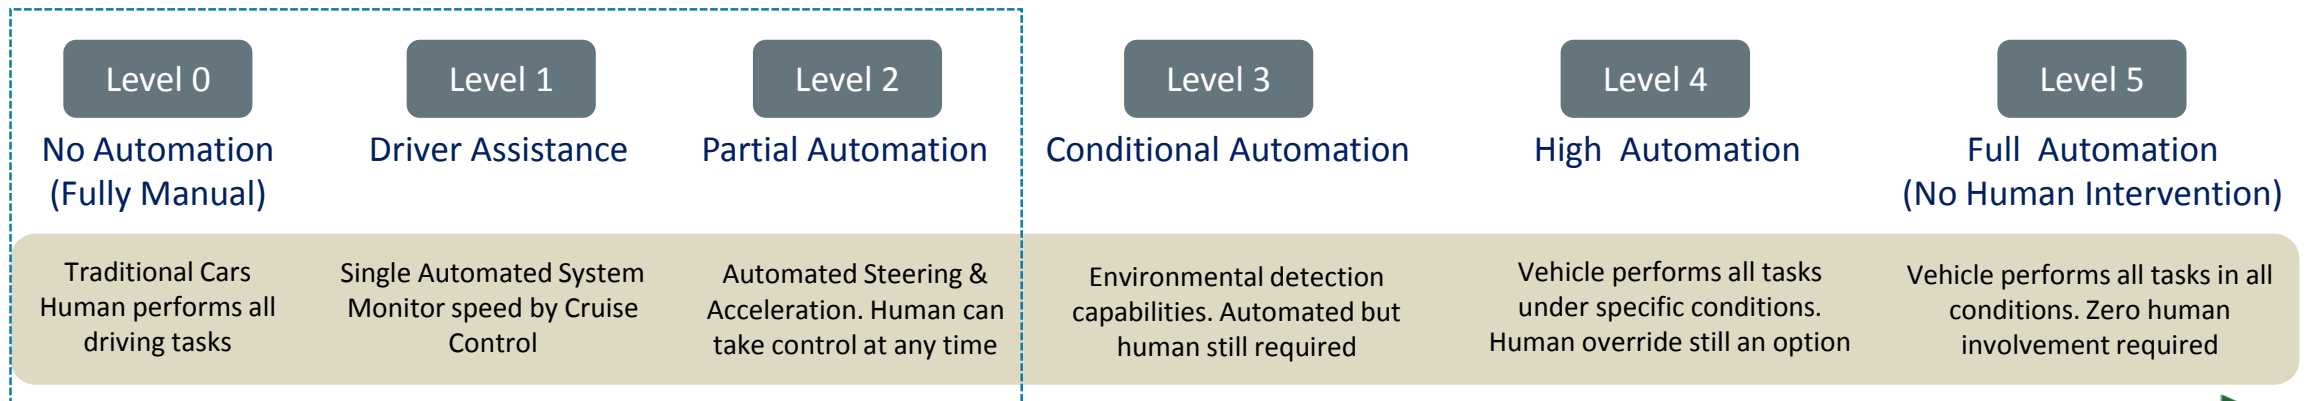 Level 0
No Automation
(Fully Manual)
Traditional Cars
Human performs all
driving tasks
Level 1
Driver Assistance
Single Automated System
Monitor speed by Cruise
Control
Level 2
Partial Automation
Automated Steering &
Acceleration. Human can
take control at any time
Level 3
Conditional Automation
Environmental detection
capabilities. Automated but
human still required
Level 4
High Automation
Vehicle performs all tasks
under specific conditions.
Human override still an option
Level 5
Full Automation
(No Human Intervention)
Vehicle performs all tasks in all
conditions. Zero human
involvement required